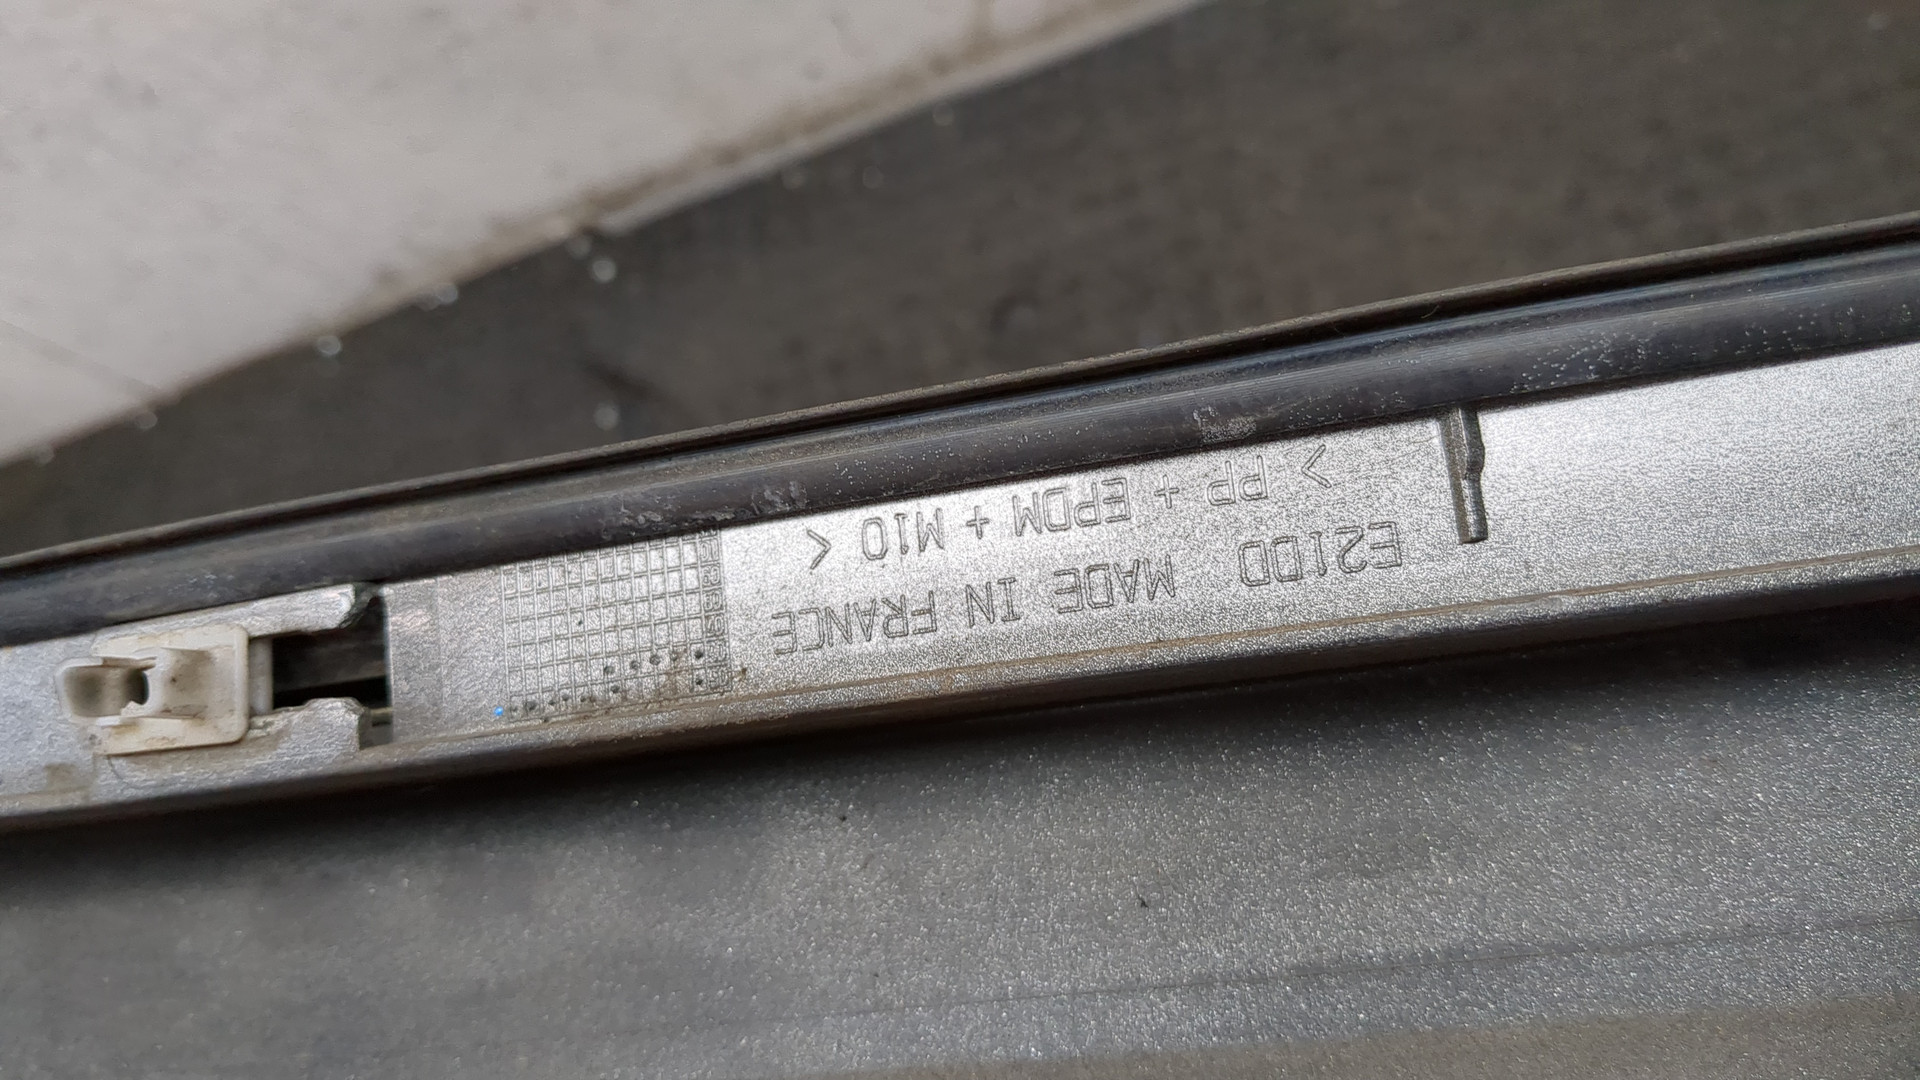 E21DD MADE IN FRANCE
> PP + EPDM + M10 <